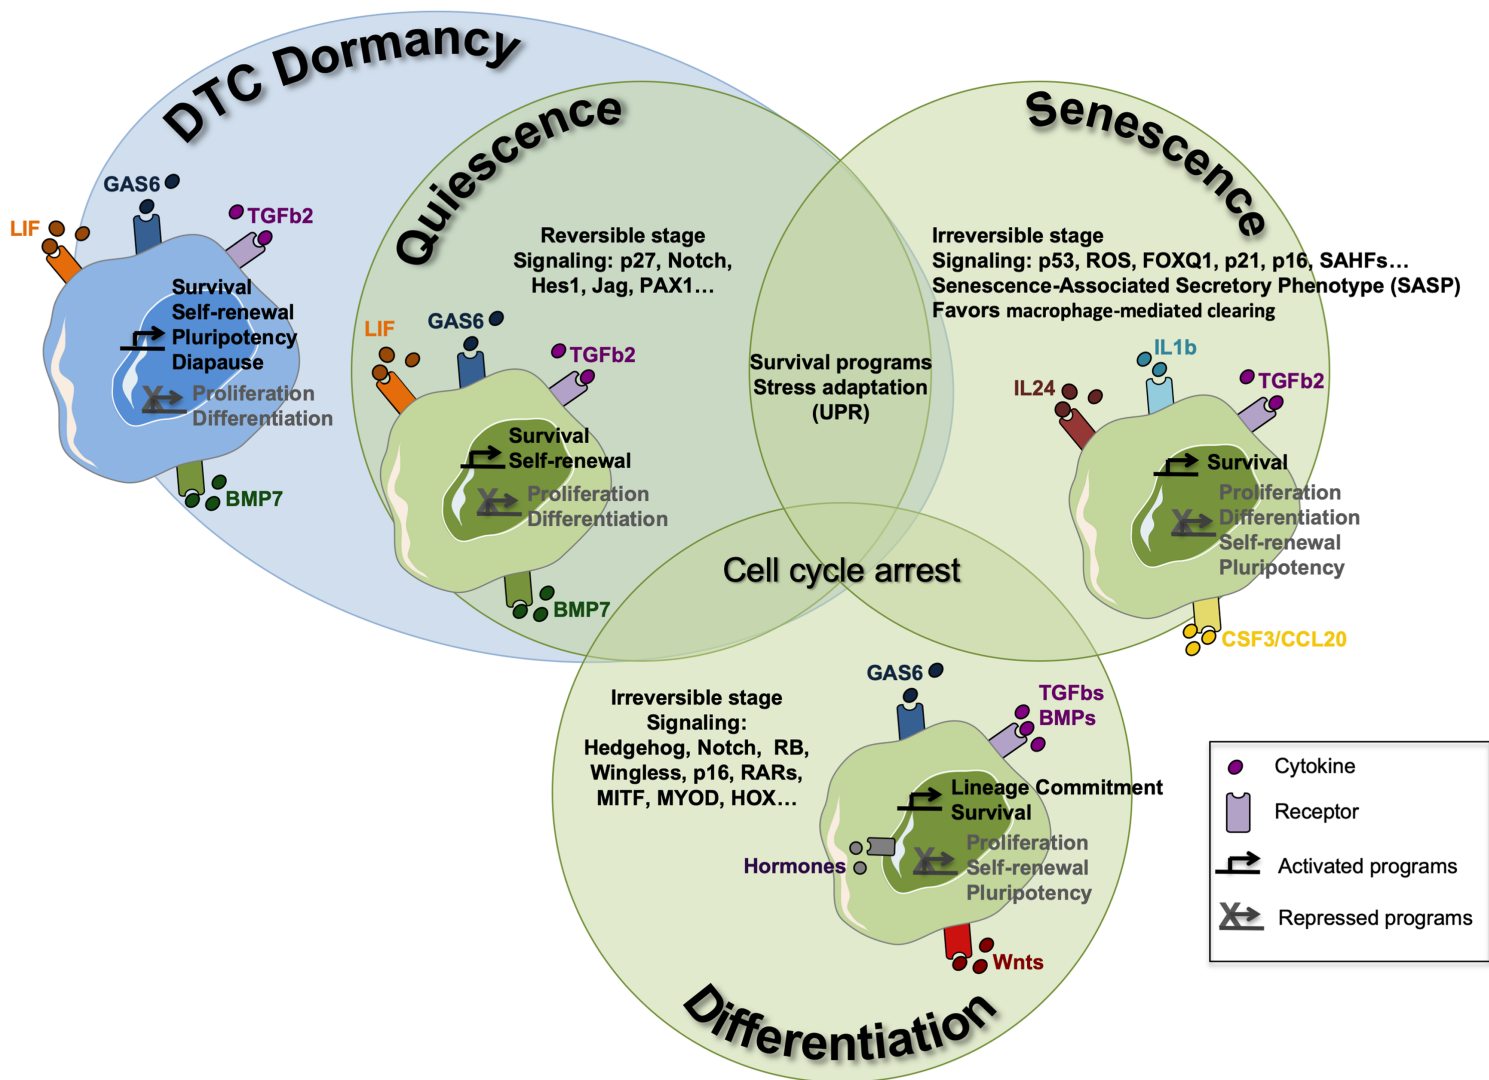 DTC Dormancy
GAS6
LIF
TGFb2
Survival
Self-renewal
Pluripotency
Diapause
Proliferation
Differentiation
BMP7
Quiescence
Reversible stage
Signaling: p27, Notch,
Hes1, Jag, PAX1...
LIF
GAS6
TGFb2
Survival
Self-renewal
Proliferation
Differentiation
BMP7
Survival programs
Stress adaptation
(UPR)
Senescence
Irreversible stage
Signaling: p53, ROS, FOXQ1, p21, p16, SAHFs...
Senescence-Associated Secretory Phenotype (SASP)
Favors macrophage-mediated clearing
IL1b
IL24
TGFb2
Survival
Proliferation
Differentiation
Self-renewal
Pluripotency
CSF3/CCL20
Cell cycle arrest
Irreversible stage
Signaling:
Hedgehog, Notch, RB,
Wingless, p16, RARs,
MITF, MYOD, HOX...
GAS6
TGFbs
BMPs
Lineage Commitment
Survival
Proliferation
Self-renewal
Pluripotency
Hormones
Wnts
Differentiation
Cytokine
Receptor
Activated programs
Repressed programs